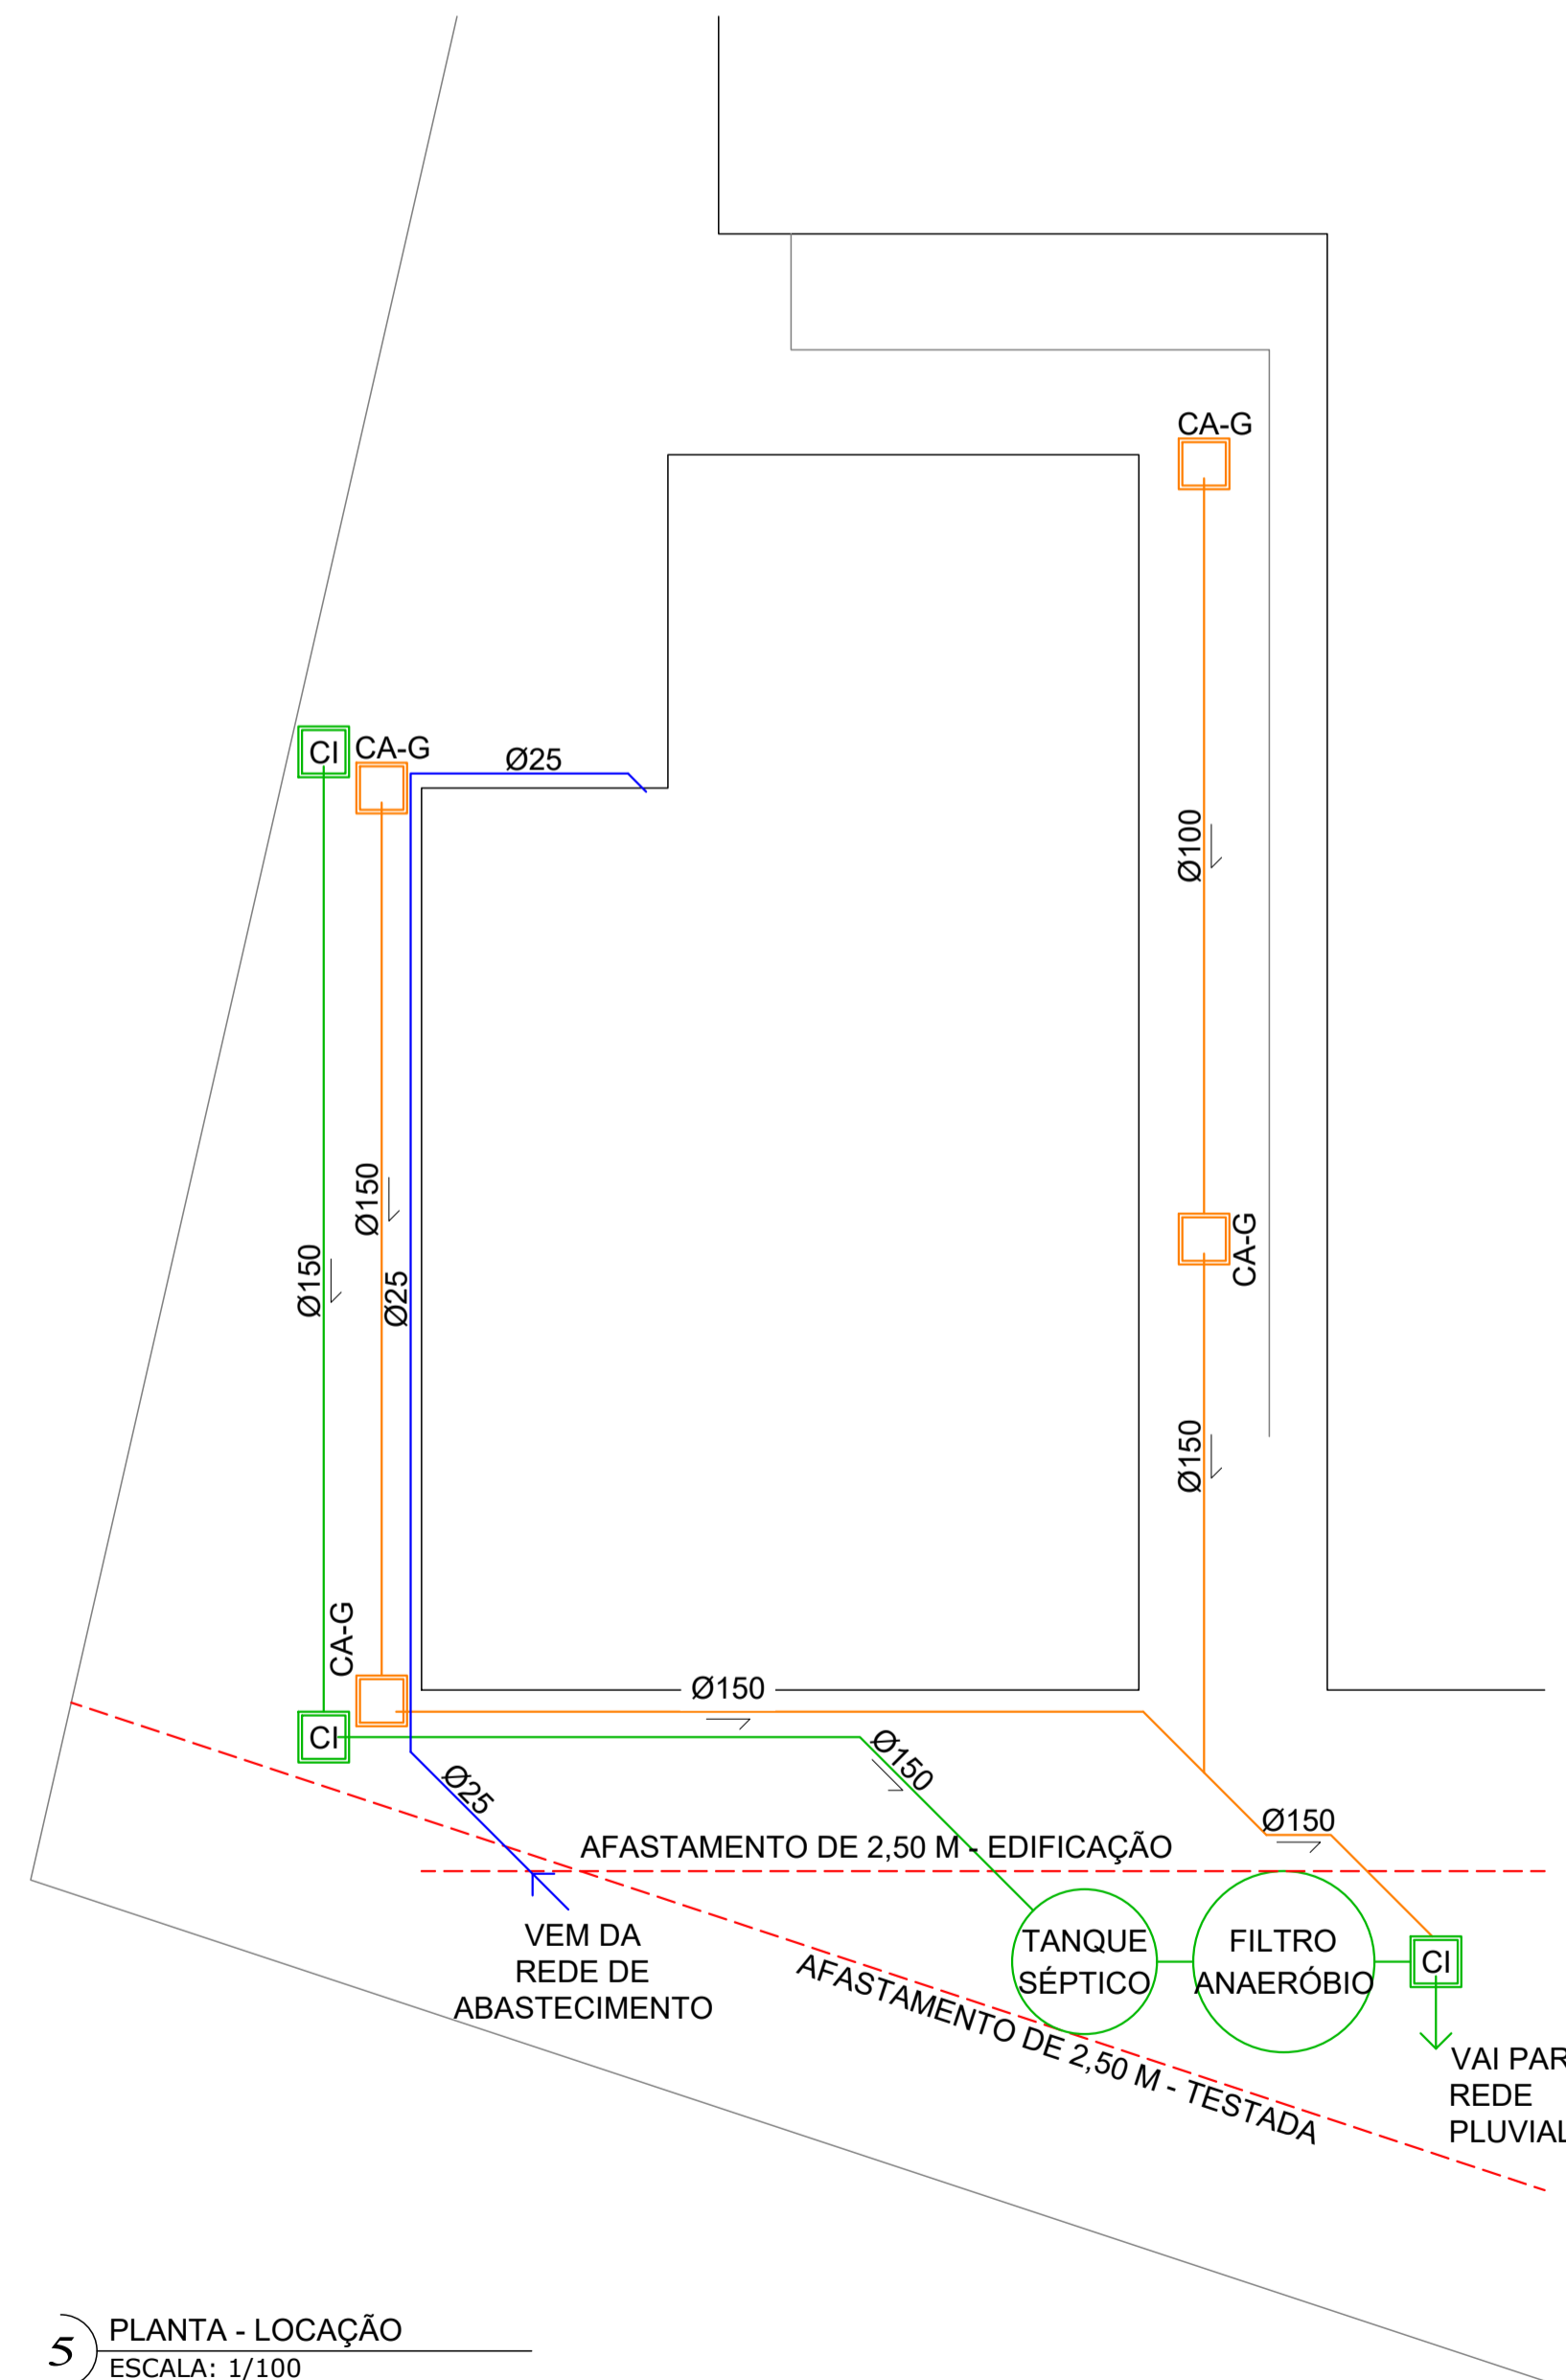 CA-G
CI
CA-G
Ø25
Ø100
Ø150
CA-G
Ø150
Ø25
Ø150
CA-G
Ø150
CI
Ø150
Ø25
Ø150
AFASTAMENTO DE 2,50 M - EDIFICAÇÃO
VEM DA
REDE DE
ABASTECIMENTO
TANQUE
SÉPTICO
FILTRO
ANAERÓBIO
CI
AFASTAMENTO DE 2,50 M - TESTADA
VAI PAR
REDE
PLUVIAL
5
PLANTA - LOCAÇÃO
ESCALA: 1/100